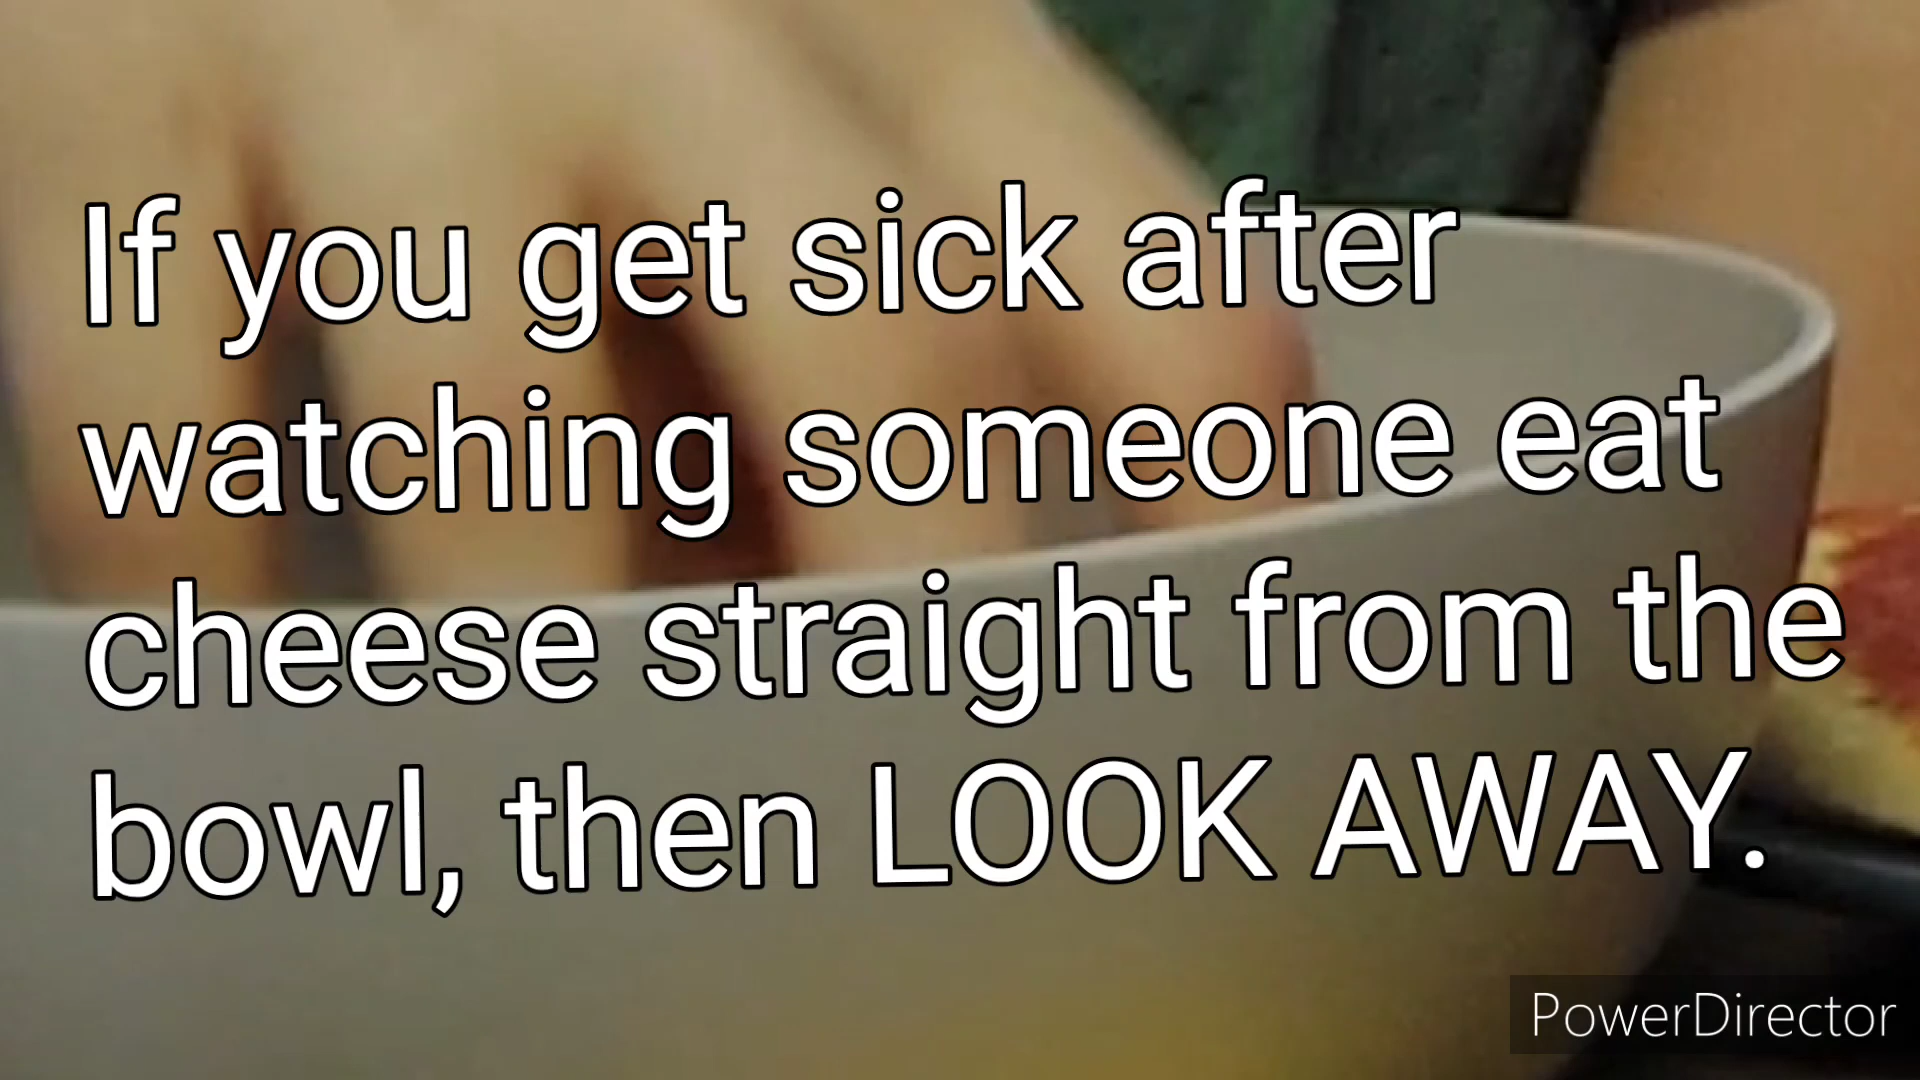 If you get sick after
watching someone eat
cheese straight from the
bowl, then LOOK AWAY.
PowerDirector